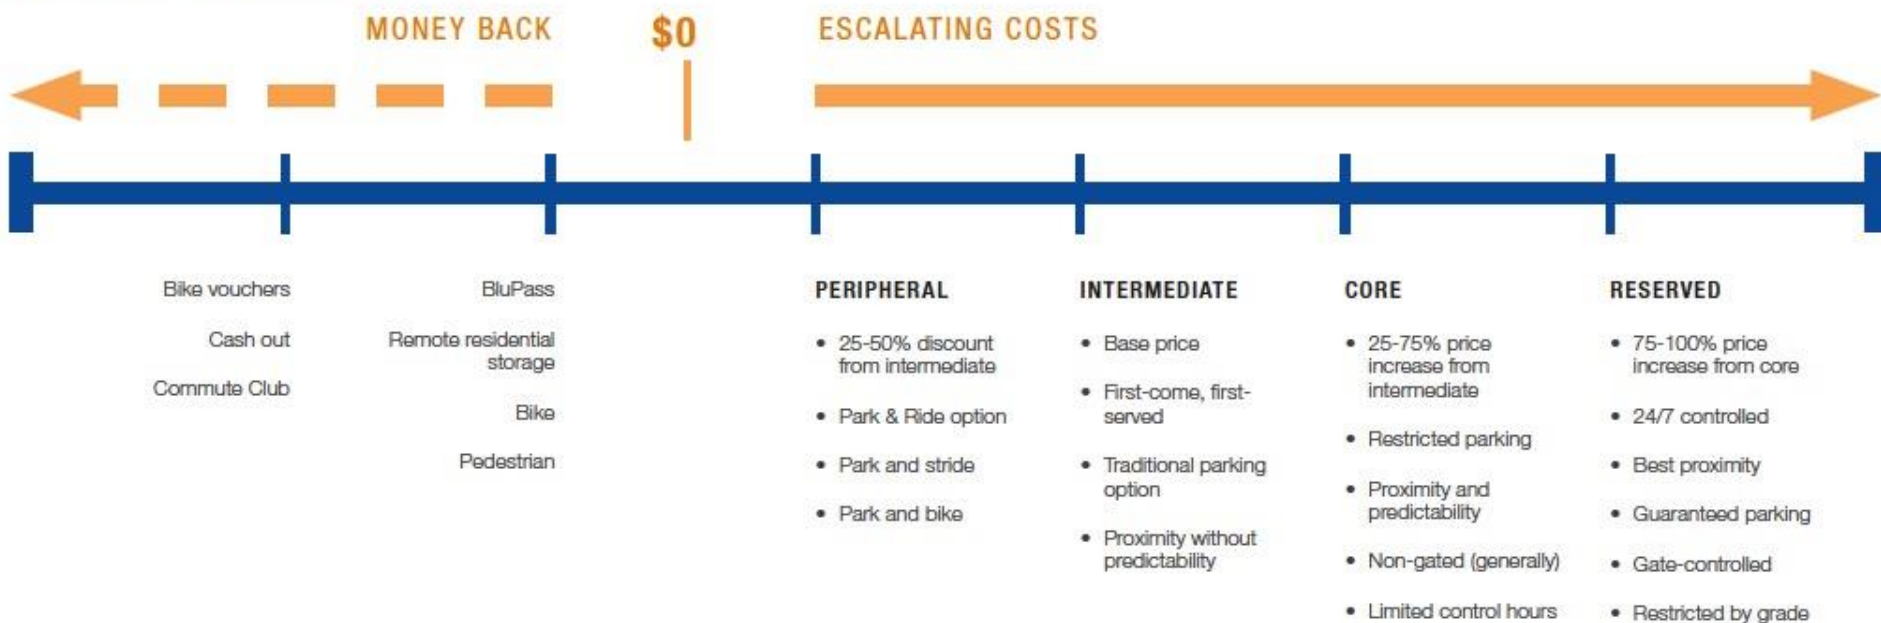 MONEY BACK
$0
ESCALATING COSTS
Bike vouchers
Cash out
Commute Club
BluPass
Remote residential
storage
Bike
Pedestrian
PERIPHERAL
• 25-50% discount
from intermediate
• Park & Ride option
• Park and stride
• Park and bike
INTERMEDIATE
• Base price
• First-come, first-
served
• Traditional parking
option
• Proximity without
predictability
CORE
• 25-75% price
increase from
intermediate
• Restricted parking
• Proximity and
predictability
• Non-gated (generally)
• Limited control hours
RESERVED
• 75-100% price
increase from core
• 24/7 controlled
• Best proximity
• Guaranteed parking
• Gate-controlled
• Restricted by grade